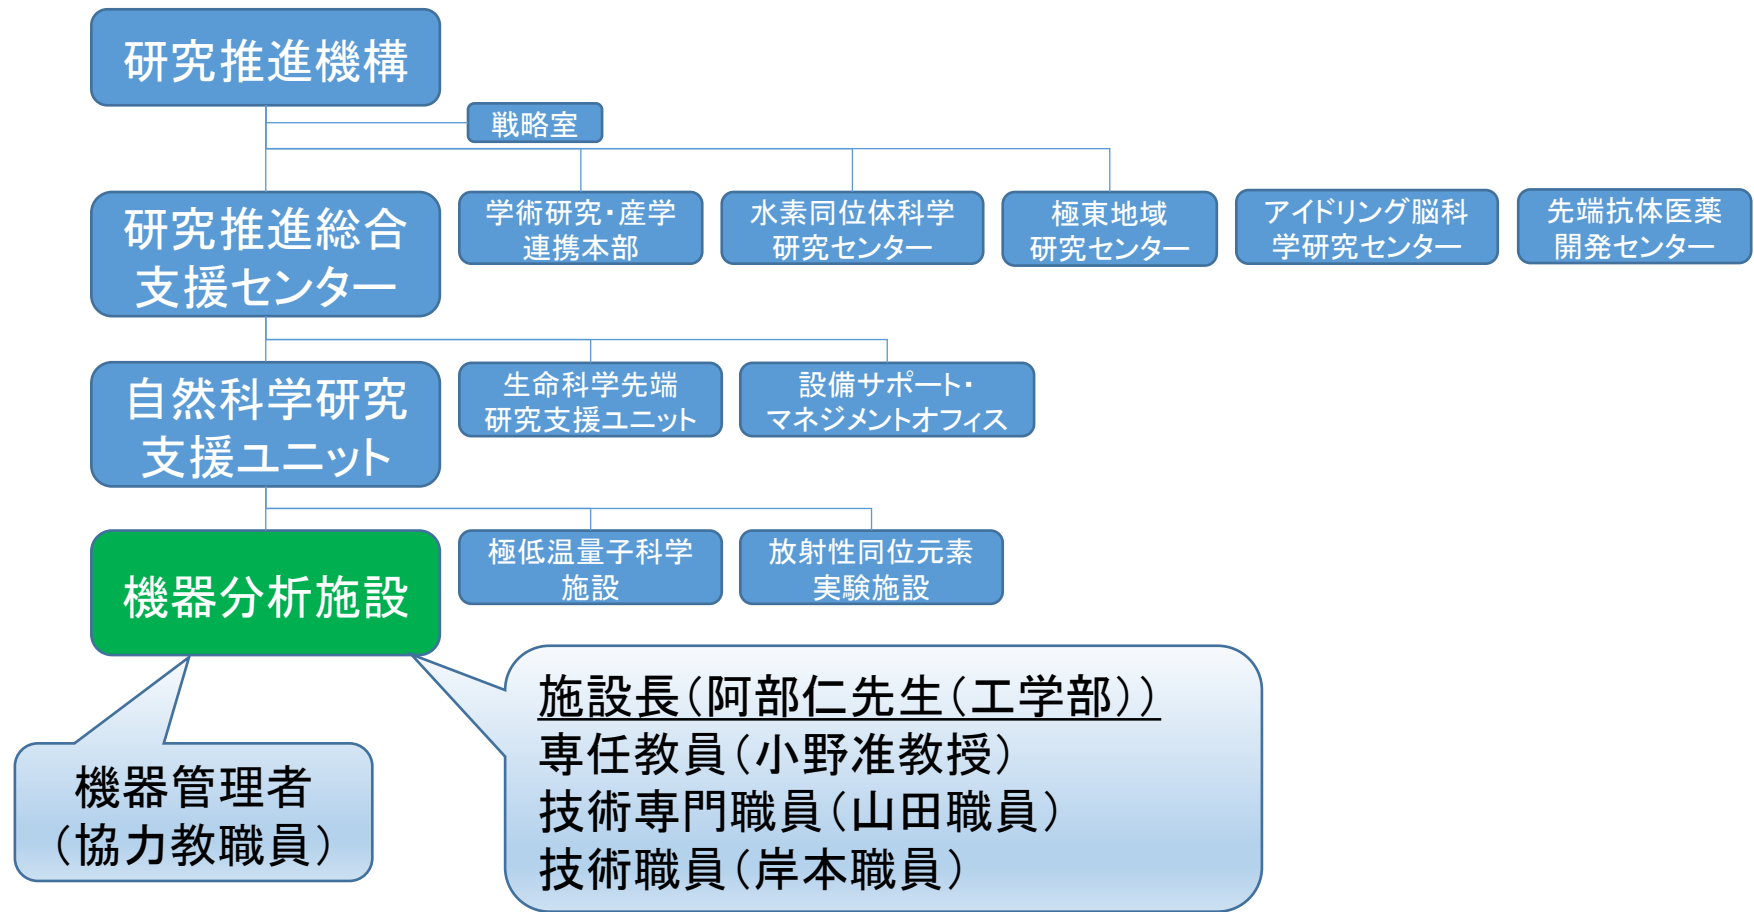 研究推進機構
戦略室
研究推進総合
支援センター
学術研究・産学
連携本部
水素同位体科学
研究センター
極東地域
研究センター
アイドリング脳科
学研究センター
先端抗体医薬
開発センター
自然科学研究
支援ユニット
生命科学先端
研究支援ユニット
設備サポート・
マネジメントオフィス
機器分析施設
極低温量子科学
施設
放射性同位元素
実験施設
機器管理者
（協力教職員）
施設長（阿部仁先生（工学部））
専任教員（小野准教授）
技術専門職員（山田職員）
技術職員（岸本職員）